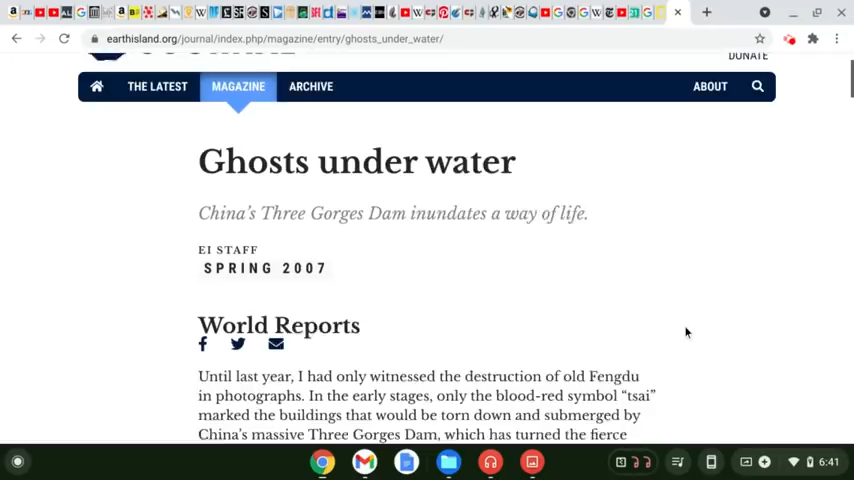 earthisland.org/journal/index.php/magazine/entry/ghosts_under_water/
DONATE
THE LATEST
MAGAZINE
ARCHIVE
ABOUT
Ghosts under water
China’s Three Gorges Dam inundates a way of life.
EI STAFF
SPRING 2007
World Reports
Until last year, I had only witnessed the destruction of old Fengdu
in photographs. In the early stages, only the blood-red symbol “tsai”
marked the buildings that would be torn down and submerged by
China’s massive Three Gorges Dam, which has turned the fierce
6:41